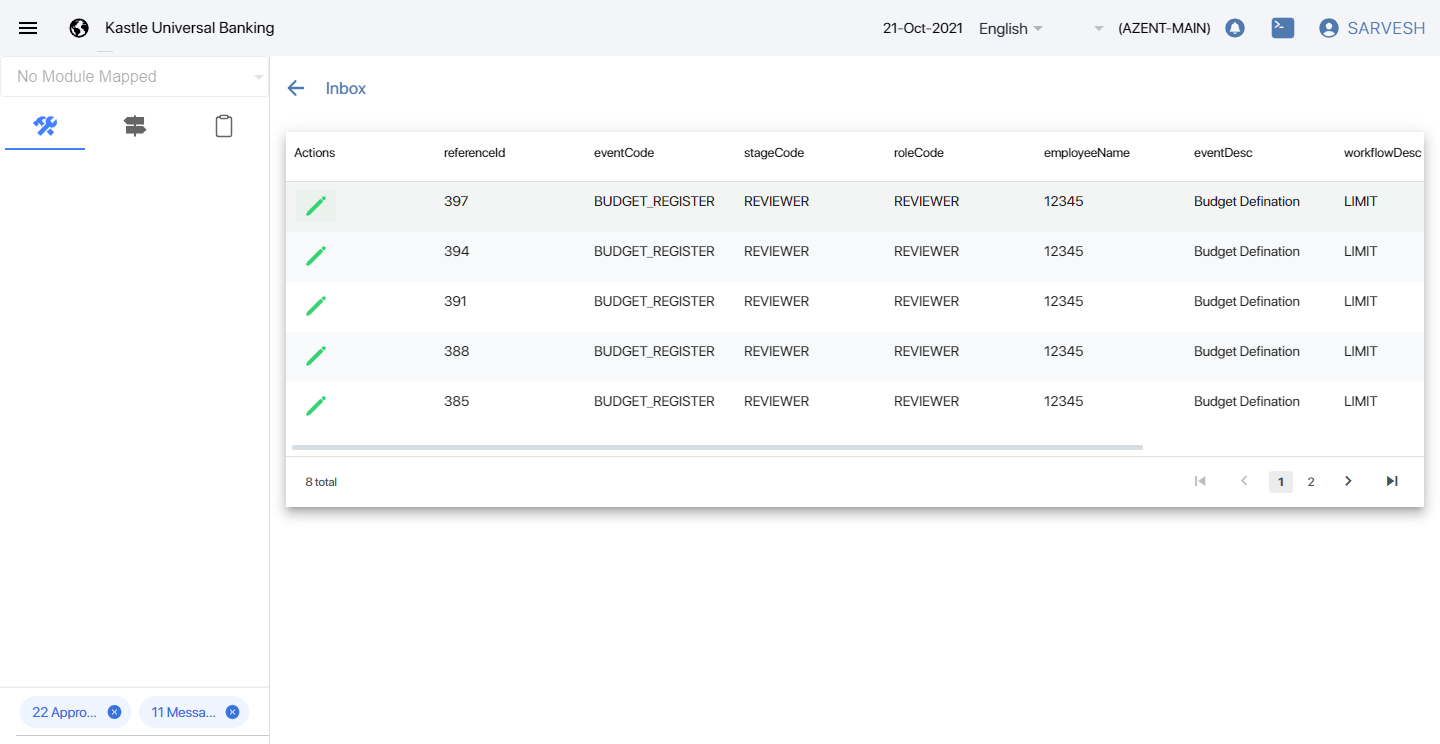 Kastle Universal Banking 21-Oct-2021 English (AZENT-MAIN) SARVESH
No Module Mapped
Inbox
Actions referenceId eventCode stageCode roleCode employeeName eventDesc workflowDesc
397 BUDGET_REGISTER REVIEWER REVIEWER 12345 Budget Defination LIMIT
394 BUDGET_REGISTER REVIEWER REVIEWER 12345 Budget Defination LIMIT
391 BUDGET_REGISTER REVIEWER REVIEWER 12345 Budget Defination LIMIT
388 BUDGET_REGISTER REVIEWER REVIEWER 12345 Budget Defination LIMIT
385 BUDGET_REGISTER REVIEWER REVIEWER 12345 Budget Defination LIMIT
8 total 1 2
22 Appro... 11 Messa...